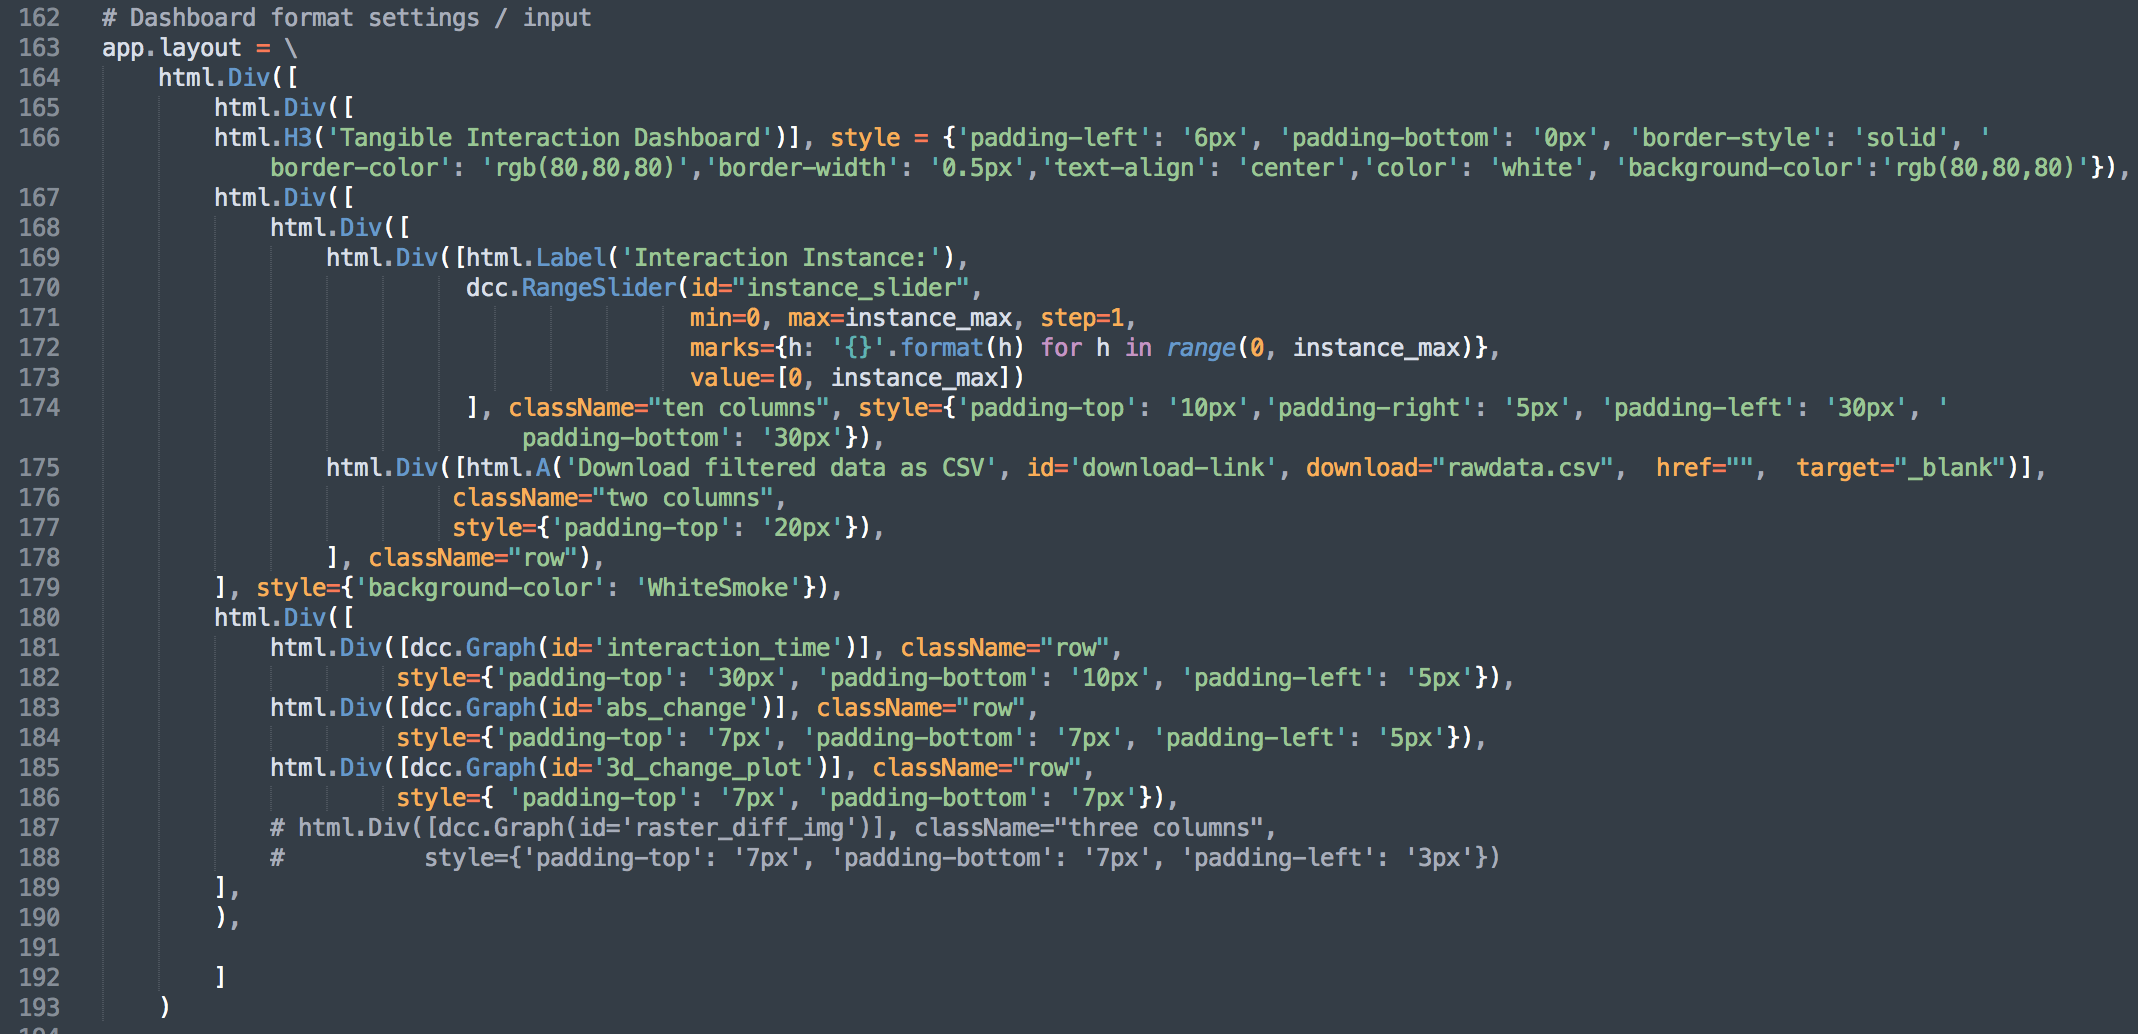 162 # Dashboard format settings / input
163 app.layout = \
164     html.Div([
165         html.Div([
166         html.H3('Tangible Interaction Dashboard')], style = {'padding-left': '6px', 'padding-bottom': '0px', 'border-style': 'solid', '
            border-color': 'rgb(80,80,80)','border-width': '0.5px','text-align': 'center','color': 'white', 'background-color':'rgb(80,80,80)'}),
167         html.Div([
168             html.Div([
169                 html.Div([html.Label('Interaction Instance:'),
170                           dcc.RangeSlider(id="instance_slider",
171                                           min=0, max=instance_max, step=1,
172                                           marks={h: '{}'.format(h) for h in range(0, instance_max)},
173                                           value=[0, instance_max])
174                           ], className="ten columns", style={'padding-top': '10px','padding-right': '5px', 'padding-left': '30px', '
                              padding-bottom': '30px'}),
175                 html.Div([html.A('Download filtered data as CSV', id='download-link', download="rawdata.csv",  href="",  target="_blank")],
176                          className="two columns",
177                          style={'padding-top': '20px'}),
178                 ], className="row"),
179         ], style={'background-color': 'WhiteSmoke'}),
180         html.Div([
181             html.Div([dcc.Graph(id='interaction_time')], className="row",
182                      style={'padding-top': '30px', 'padding-bottom': '10px', 'padding-left': '5px'}),
183             html.Div([dcc.Graph(id='abs_change')], className="row",
184                      style={'padding-top': '7px', 'padding-bottom': '7px', 'padding-left': '5px'}),
185             html.Div([dcc.Graph(id='3d_change_plot')], className="row",
186                      style={ 'padding-top': '7px', 'padding-bottom': '7px'}),
187             # html.Div([dcc.Graph(id='raster_diff_img')], className="three columns",
188             #          style={'padding-top': '7px', 'padding-bottom': '7px', 'padding-left': '3px'})
189         ],
190         ),
191
192         ]
193     )